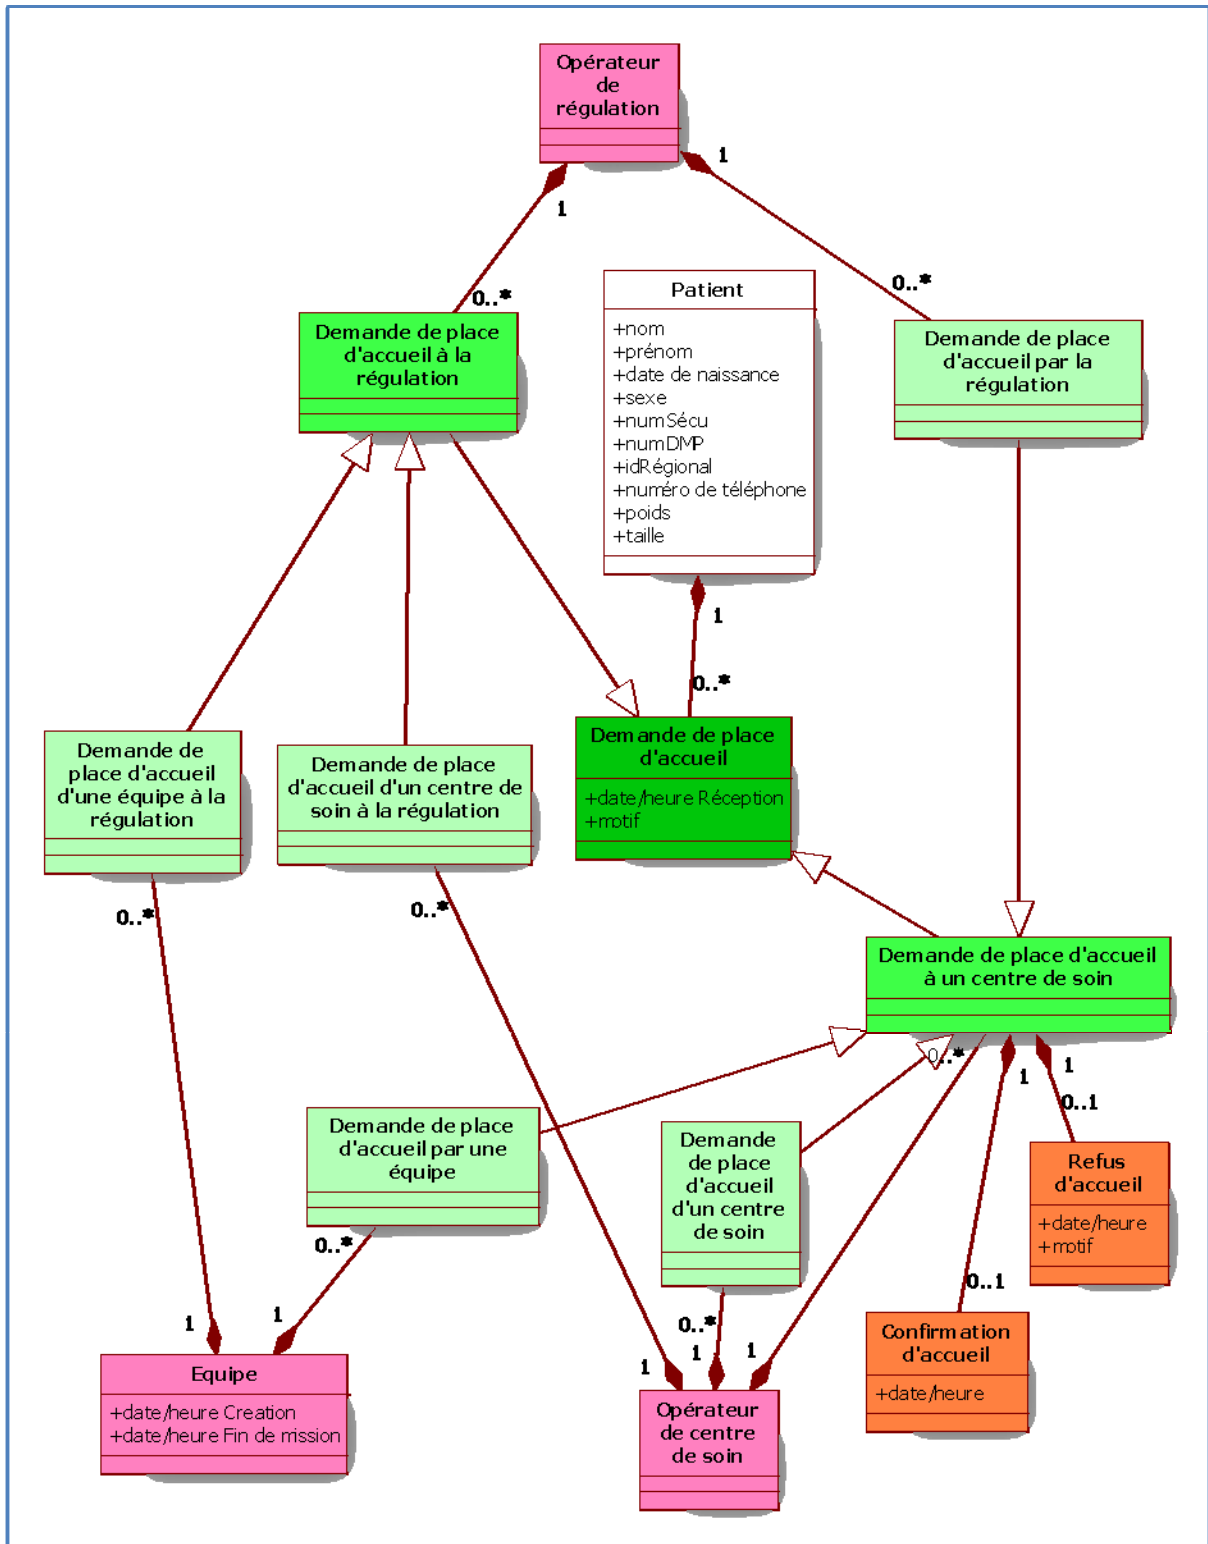 Opérateur
de
régulation
1
1
0..*
0..*
Patient
+nom
+prénom
+date de naissance
+sexe
+numSécu
+numDMP
+idRégional
+numéro de téléphone
+poids
+taille
Demande de place
d'accueil à la
régulation
Demande de place
d'accueil par la
régulation
1
0..*
Demande de
place d'accueil
d'une équipe à la
régulation
Demande de place
d'accueil d'un centre de
soin à la régulation
Demande de place
d'accueil
+date/heure Réception
+motif
0..*
0..*
Demande de place d'accueil
à un centre de soin
0..*
1
1
0..1
Demande de place
d'accueil par une
équipe
Demande
de place
d'accueil
d'un centre
de soin
Refus
d'accueil
+date/heure
+motif
0..*
0..1
0..*
1
1
1
1
1
Confirmation
d'accueil
+date/heure
Equipe
+date/heure Creation
+date/heure Fin de mission
Opérateur
de centre
de soin